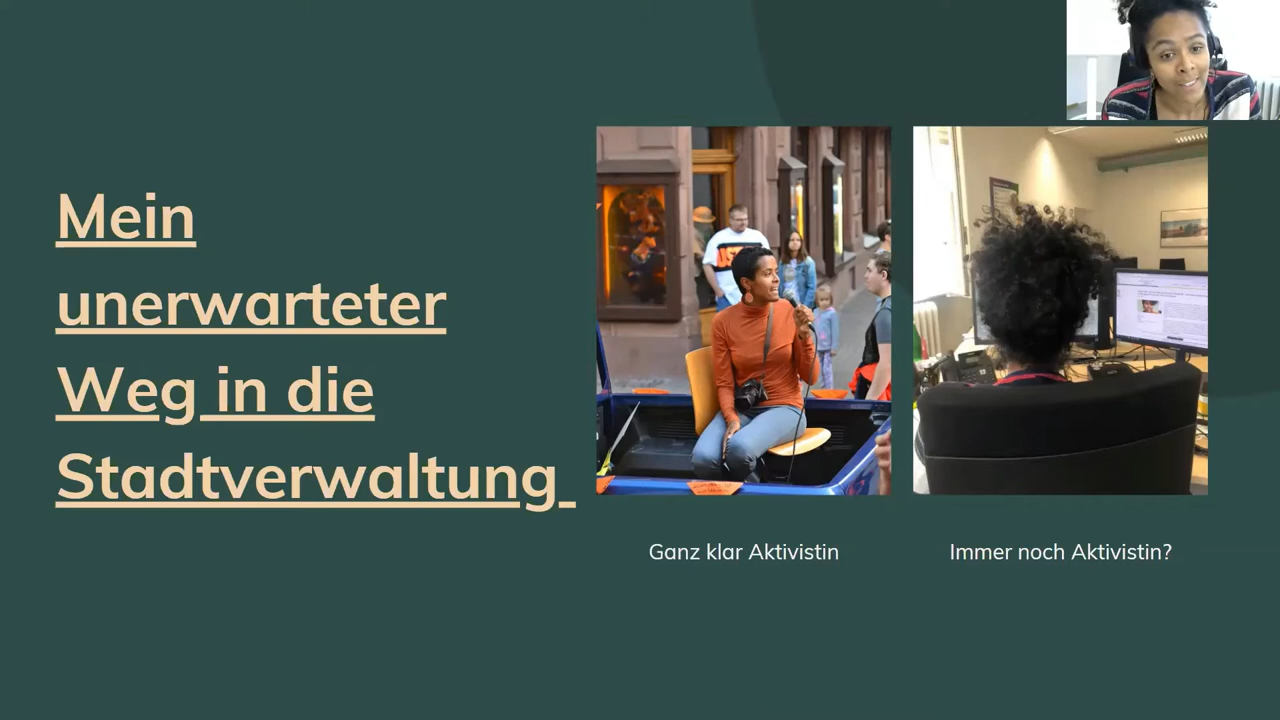 Mein
unerwarteter
Weg in die
Stadtverwaltung
Ganz klar Aktivistin
Immer noch Aktivistin?